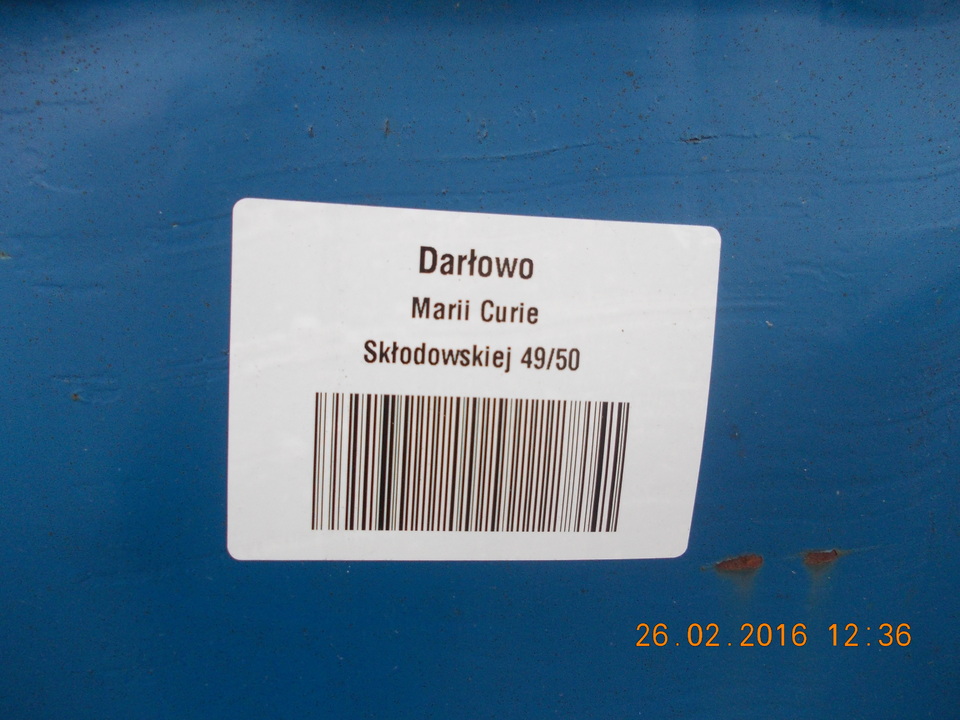 Darłowo
Marii Curie
Skłodowskiej 49/50
26.02.2016 12:36